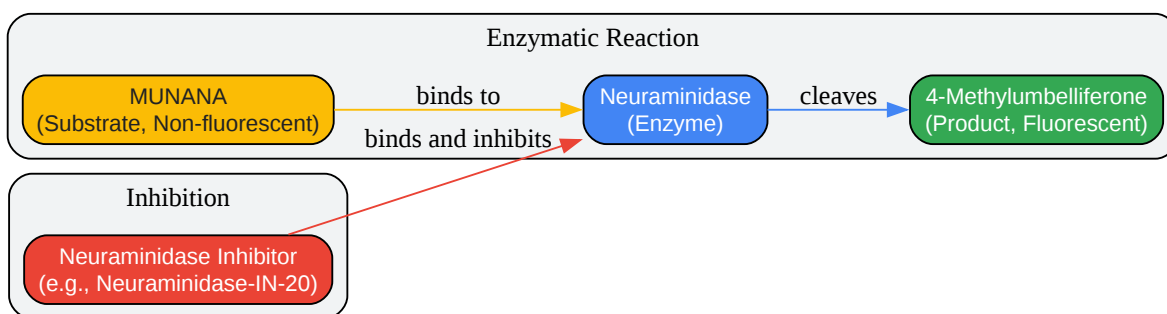 Enzymatic Reaction
MUNANA
(Substrate, Non-fluorescent)
binds to
Neuraminidase
(Enzyme)
cleaves
4-Methylumbelliferone
(Product, Fluorescent)
binds and inhibits
Inhibition
Neuraminidase Inhibitor
(e.g., Neuraminidase-IN-20)